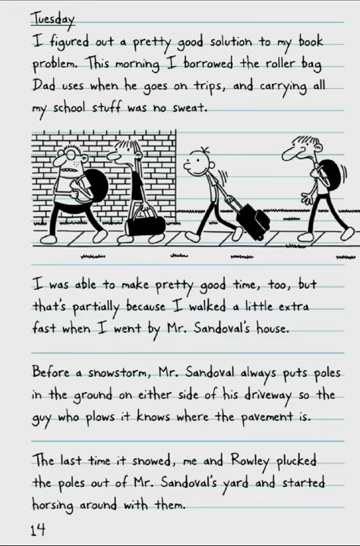 Tuesday
I figured out a pretty good solution to my book
problem. This morning I borrowed the roller bag
Dad uses when he goes on trips, and carrying all
my school stuff was no sweat.
I was able to make pretty good time, too, but
that's partially because I walked a little extra
fast when I went by Mr. Sandoval's house.
Before a snowstorm, Mr. Sandoval always puts poles
in the ground on either side of his driveway so the
guy who plows it knows where the pavement is.
The last time it snowed, me and Rowley plucked
the poles out of Mr. Sandoval's yard and started
horsing around with them.
14